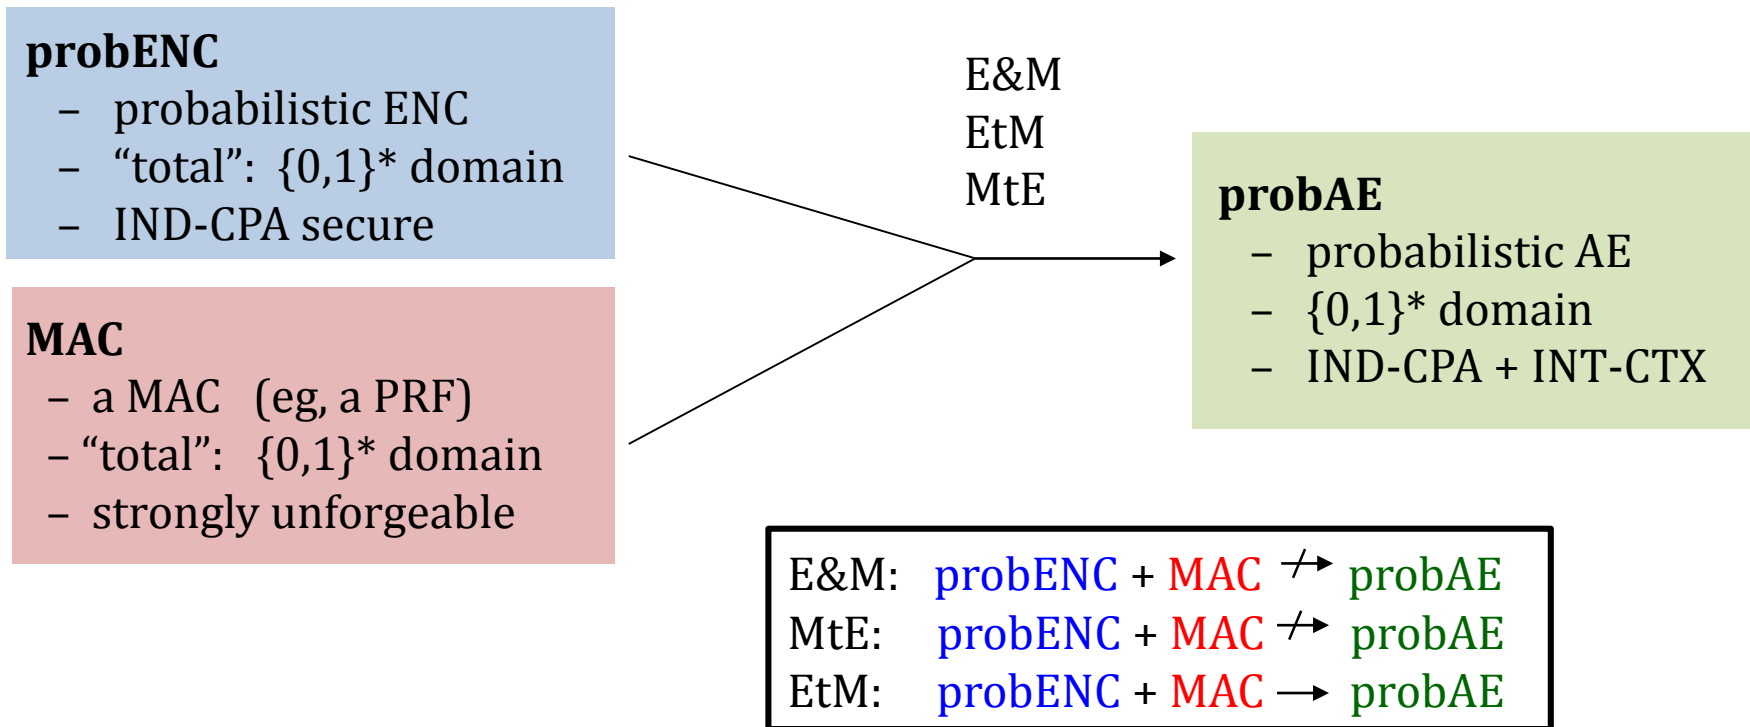 probENC
– probabilistic ENC
– “total”: {0,1}* domain
– IND-CPA secure
MAC
– a MAC (eg, a PRF)
– “total”: {0,1}* domain
– strongly unforgeable
E&M
EtM
MtE
probAE
– probabilistic AE
– {0,1}* domain
– IND-CPA + INT-CTX
E&M: probENC + MAC ↛ probAE
MtE: probENC + MAC ↛ probAE
EtM: probENC + MAC → probAE